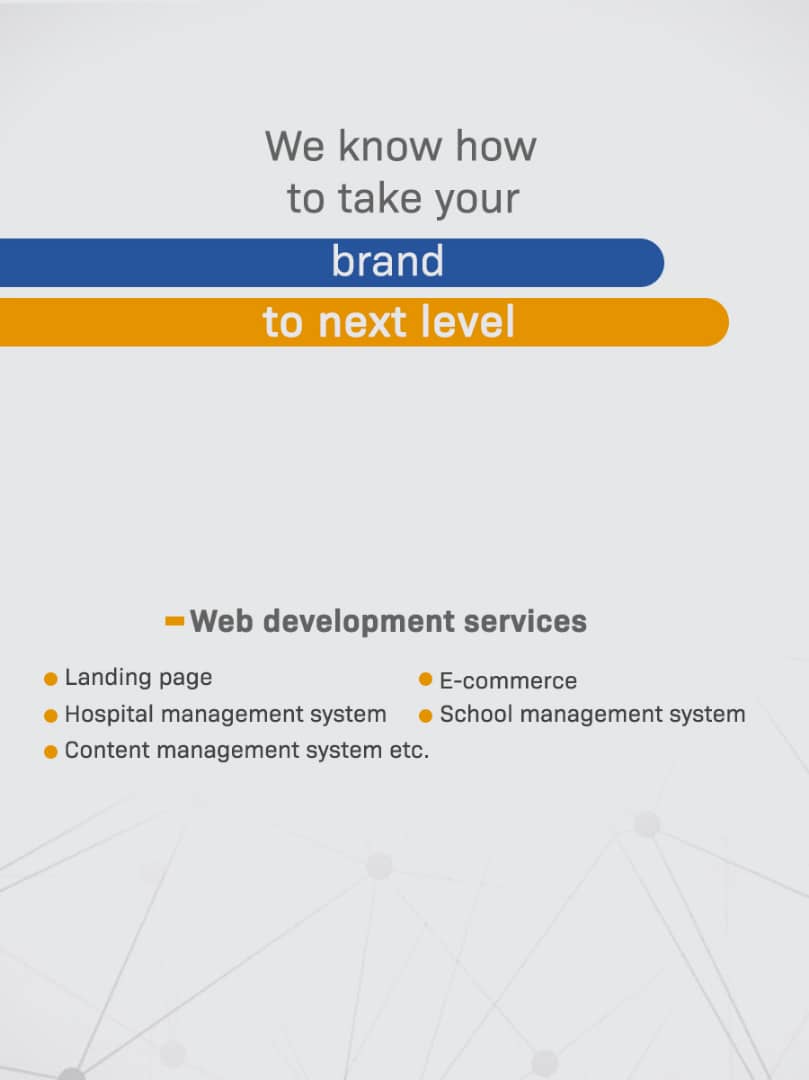 We know how
to take your
brand
to next level
Web development services
Landing page
E-commerce
Hospital management system
School management system
Content management system etc.